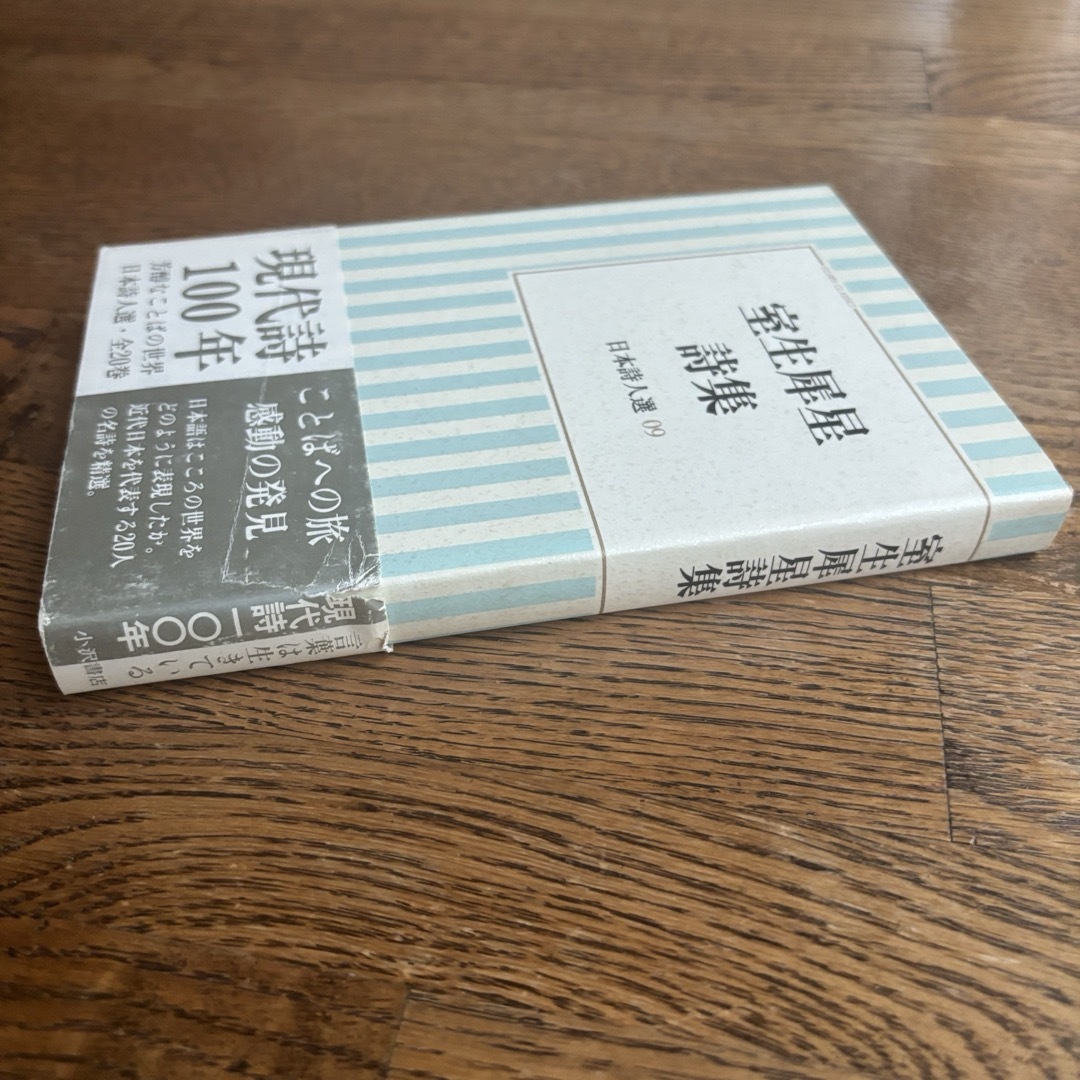 室生犀星
詩集
日本詩人選 09
室生犀星詩集
現代詩
100年
芳醇なことばの世界
日本詩人選・全20巻
ことばへの旅
感動の発見
日本語はこころの世界を
どのように表現したか。
近代日本を代表する20人
の名詩を精選。
現代詩一〇〇年
言葉は生きている
小沢書店